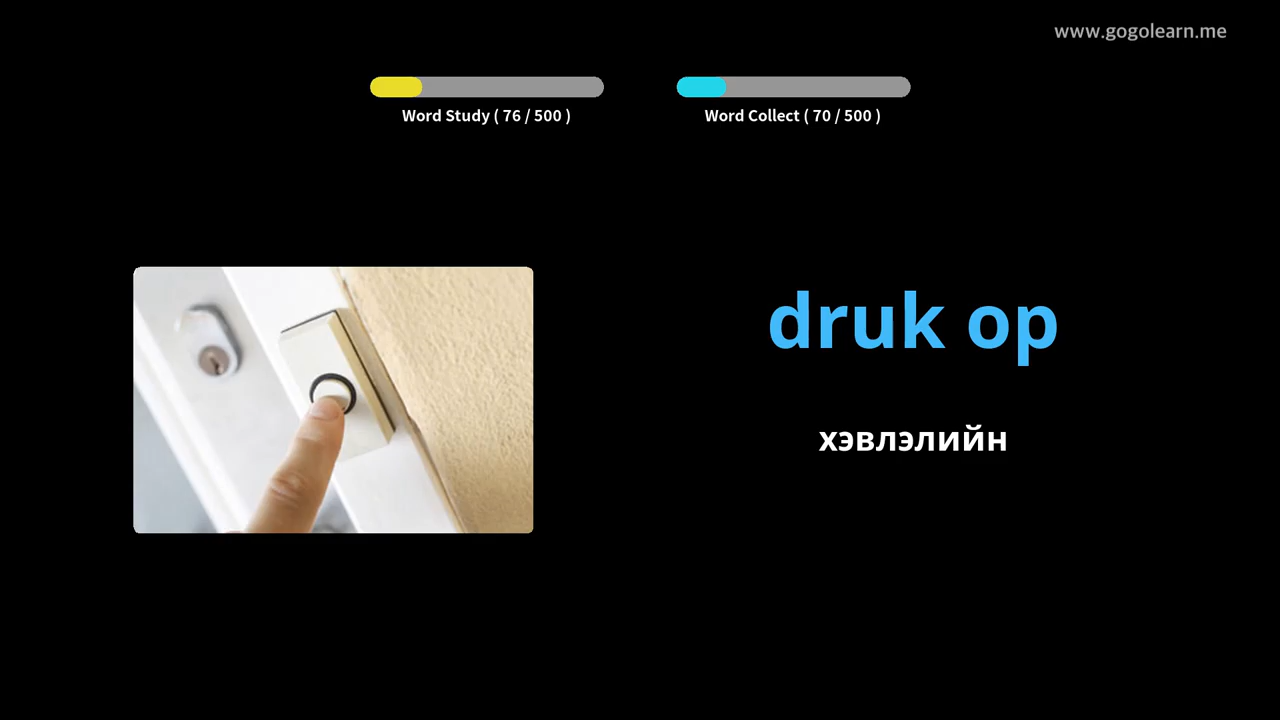 www.gogolearn.me
Word Study ( 76 / 500 )
Word Collect ( 70 / 500 )
druk op
хэвлэлийн